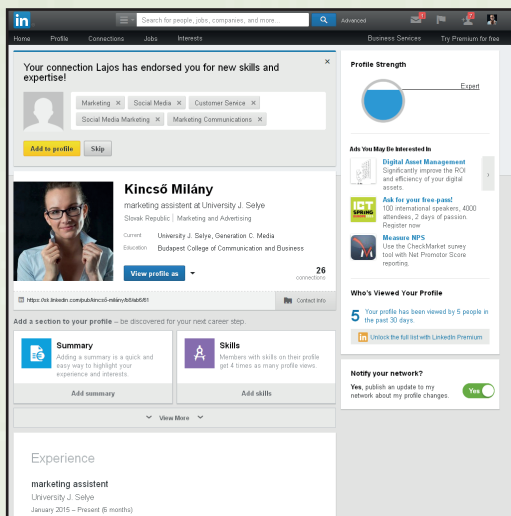 in
Search for people, jobs, companies, and more...
Advanced
Home Profile Connections Jobs Interests
Business Services Try Premium for free
Your connection Lajos has endorsed you for new skills and
expertise!
×
Marketing × Social Media × Customer Service ×
Social Media Marketing × Marketing Communications ×
Add to profile Skip
Kincső Milány
marketing assistent at University J. Selye
Slovak Republic | Marketing and Advertising
Current University J. Selye, Generation C. Media
Education Budapest College of Communication and Business
View profile as
26
connections
Contact Info
Add a section to your profile – be discovered for your next career step.
Summary
Adding a summary is a quick and
easy way to highlight your
experience and interests.
Add summary
Skills
Members with skills on their profile
get 4 times as many profile views.
Add skills
View More
Experience
marketing assistent
University J. Selye
January 2015 – Present (6 months)
Profile Strength
Expert
Ads You May Be Interested In
Digital Asset Management
Significantly improve the ROI
and efficiency of your digital
assets.
ICT
SPRING
Ask for your free-pass!
100 international speakers, 4000
attendees, 2 days of passion.
Register now
Measure NPS
Use the CheckMarket survey
tool with Net Promotor Score
reporting.
Who's Viewed Your Profile
5 Your profile has been viewed by 5 people in
the past 30 days.
in Unlock the full list with LinkedIn Premium
Notify your network?
Yes, publish an update to my
network about my profile changes.
Yes